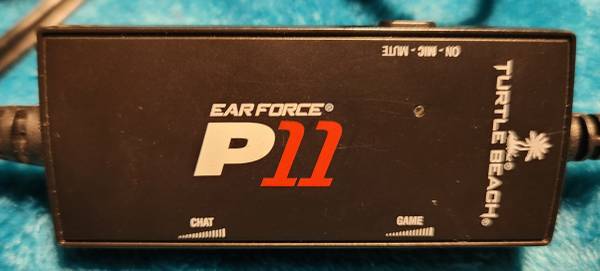 ON - MIC - MUTE
TURTLE BEACH®
EAR FORCE®
P11
CHAT
GAME